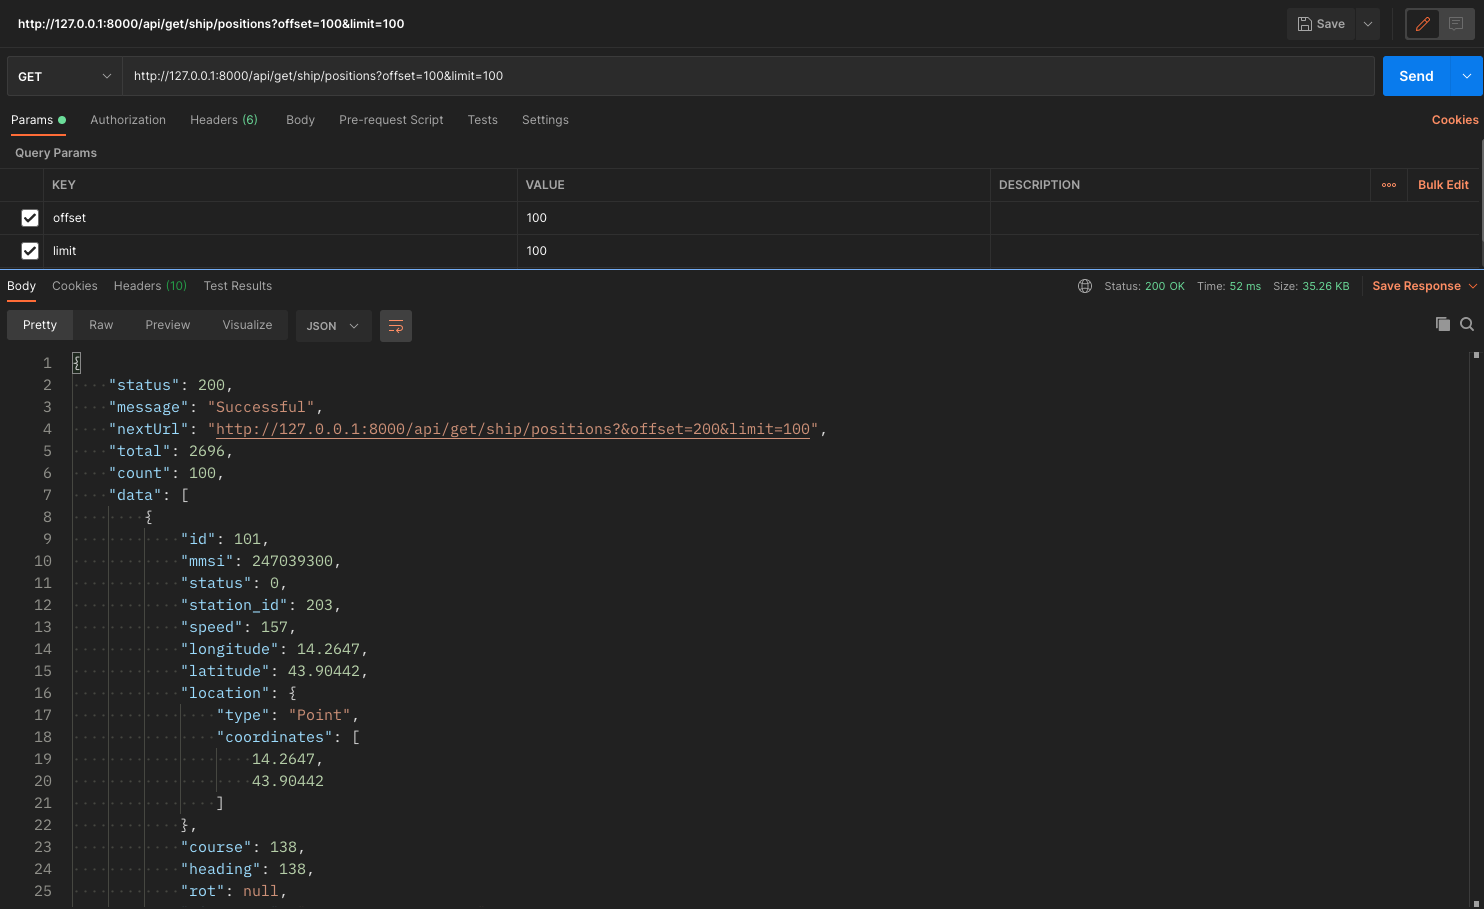 http://127.0.0.1:8000/api/get/ship/positions?offset=100&limit=100
Save
GET
http://127.0.0.1:8000/api/get/ship/positions?offset=100&limit=100
Send
Params Authorization Headers (6) Body Pre-request Script Tests Settings Cookies
Query Params
KEY VALUE DESCRIPTION Bulk Edit
offset 100
limit 100
Body Cookies Headers (10) Test Results Status: 200 OK Time: 52 ms Size: 35.26 KB Save Response
Pretty Raw Preview Visualize JSON
1 {
2 "status": 200,
3 "message": "Successful",
4 "nextUrl": "http://127.0.0.1:8000/api/get/ship/positions?&offset=200&limit=100",
5 "total": 2696,
6 "count": 100,
7 "data": [
8 {
9 "id": 101,
10 "mmsi": 247039300,
11 "status": 0,
12 "station_id": 203,
13 "speed": 157,
14 "longitude": 14.2647,
15 "latitude": 43.90442,
16 "location": {
17 "type": "Point",
18 "coordinates": [
19 14.2647,
20 43.90442
21 ]
22 },
23 "course": 138,
24 "heading": 138,
25 "rot": null,